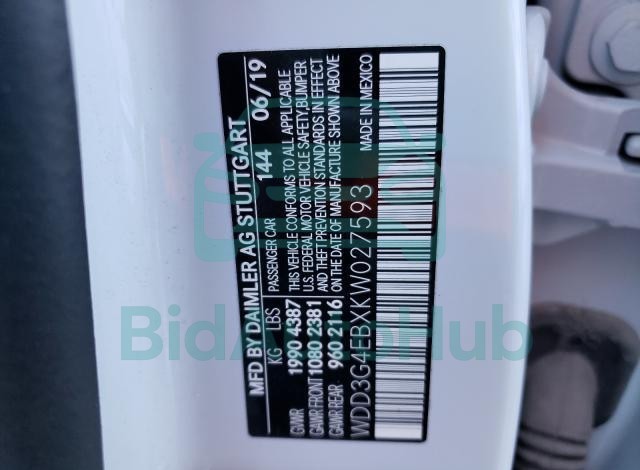 MFD BY DAIMLER AG STUTTGART
KG LBS PASSENGER CAR 144 06/19
GVWR 1990 4387 THIS VEHICLE CONFORMS TO ALL APPLICABLE
GAWR FRONT 1080 2381 U.S. FEDERAL MOTOR VEHICLE SAFETY,BUMPER
AND THEFT PREVENTION STANDARDS IN EFFECT
GAWR REAR 960 2116 ON THE DATE OF MANUFACTURE SHOWN ABOVE
WDD3G4EBXKW027593 MADE IN MEXICO
BidAutoHub